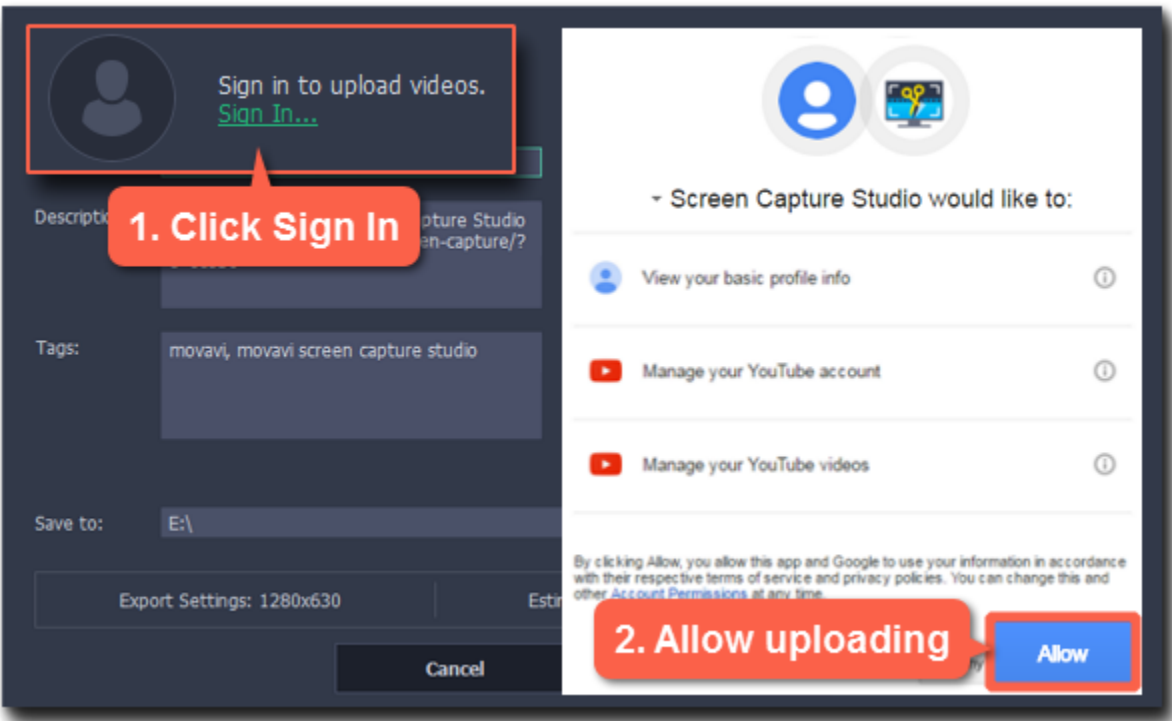 Sign in to upload videos.
Sign In...
1. Click Sign In
pture Studio
en-capture/?
Tags:
movavi, movavi screen capture studio
Save to:
E:\
Export Settings: 1280x630
Cancel
Screen Capture Studio would like to:
View your basic profile info
Manage your YouTube account
Manage your YouTube videos
By clicking Allow, you allow this app and Google to use your information in accordance
with their respective terms of service and privacy policies. You can change this and
other Account Permissions at any time.
2. Allow uploading
Allow